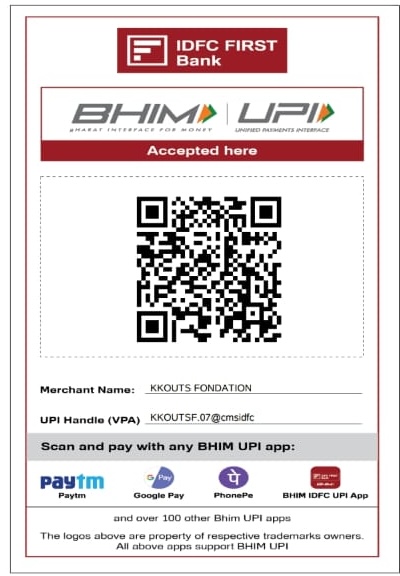 IDFC FIRST
Bank
BHIM UPI
BHARAT INTERFACE FOR MONEY UNIFIED PAYMENTS INTERFACE
Accepted here
Merchant Name: KKOUTS FONDATION
UPI Handle (VPA) KKOUTSF.07@cmsidfc
Scan and pay with any BHIM UPI app:
paytm G Pay पे
Paytm Google Pay PhonePe BHIM IDFC UPI App
and over 100 other Bhim UPI apps
The logos above are property of respective trademarks owners.
All above apps support BHIM UPI